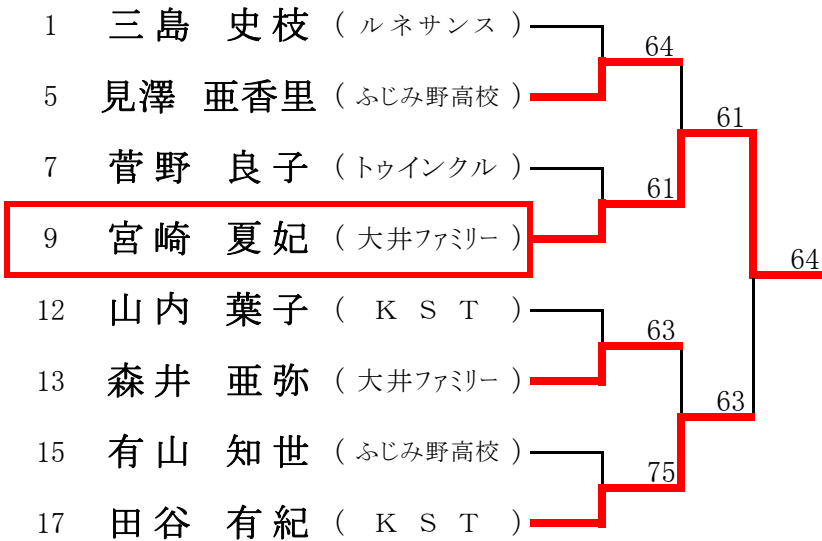 1 三島 史枝 ( ルネサンス )
64
5 見澤 亜香里 ( ふじみ野高校 )
61
7 菅野 良子 ( トゥインクル )
61
9 宮崎 夏妃 ( 大井ファミリー )
64
12 山内 葉子 ( K S T )
63
13 森井 亜弥 ( 大井ファミリー )
63
15 有山 知世 ( ふじみ野高校 )
75
17 田谷 有紀 ( K S T )